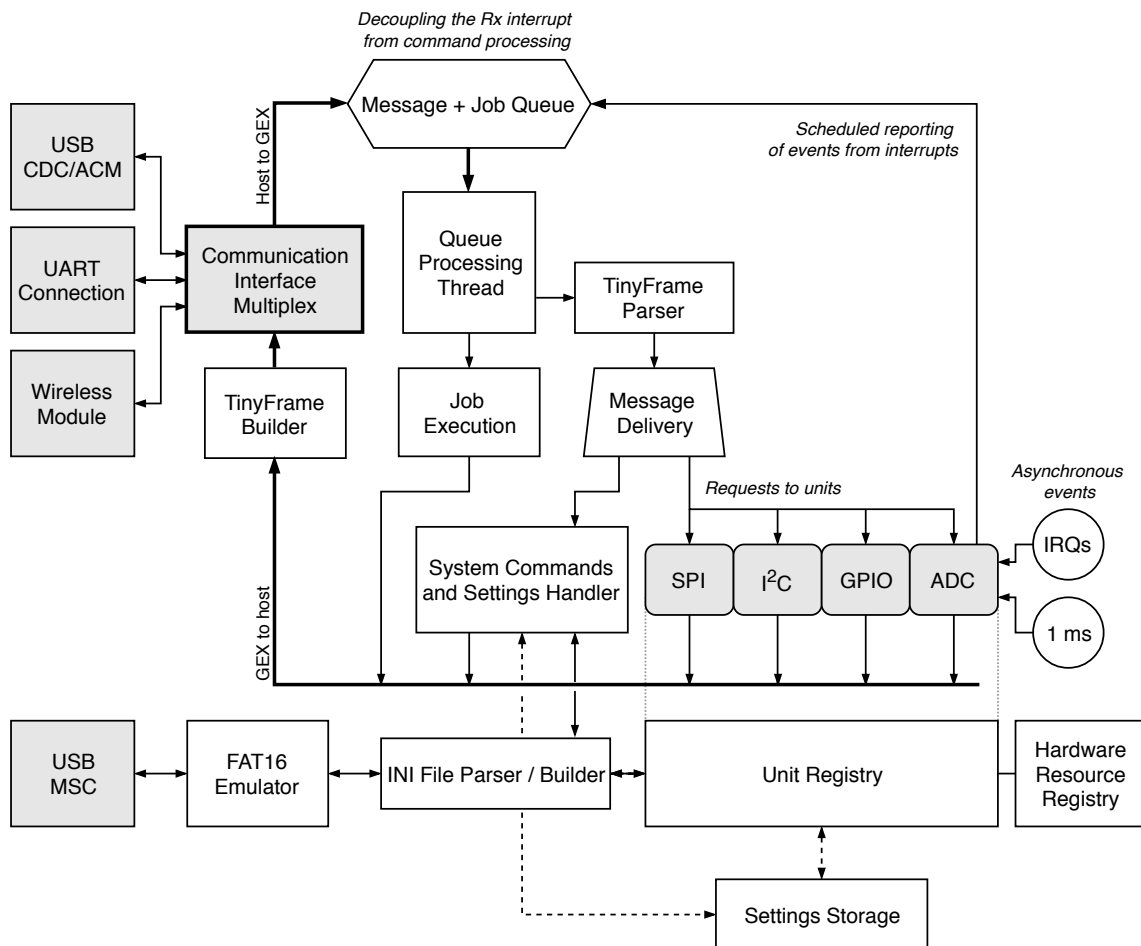 Decoupling the Rx interrupt
from command processing
Message + Job Queue
Scheduled reporting
of events from interrupts
USB
CDC/ACM
Host to GEX
UART
Connection
Communication
Interface
Multiplex
Queue
Processing
Thread
TinyFrame
Parser
Wireless
Module
TinyFrame
Builder
Job
Execution
Message
Delivery
Requests to units
Asynchronous
events
IRQs
System Commands
and Settings Handler
SPI
I²C
GPIO
ADC
1 ms
GEX to host
USB
MSC
FAT16
Emulator
INI File Parser / Builder
Unit Registry
Hardware
Resource
Registry
Settings Storage